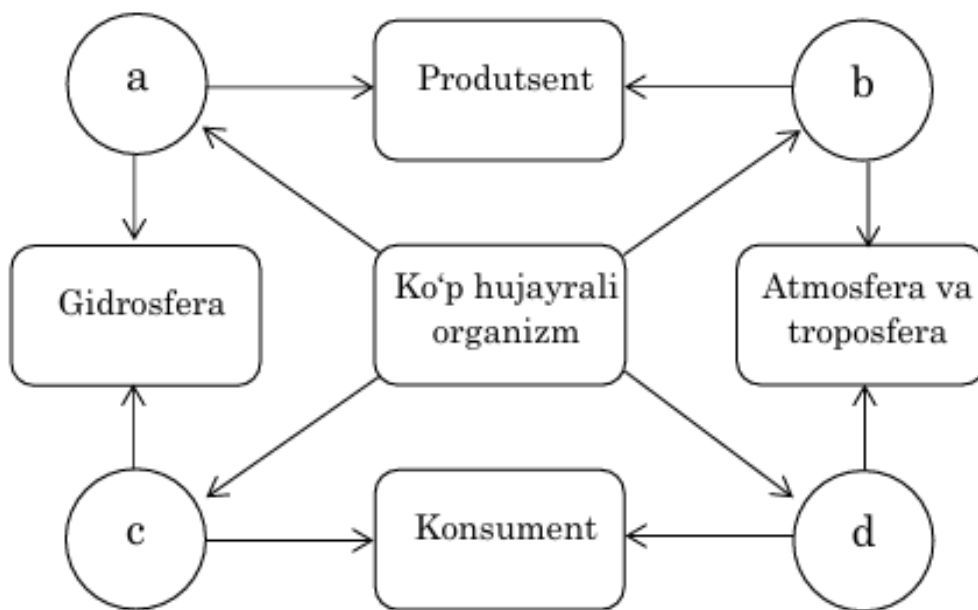 a
Produtsent
b
Gidrosfera
Ko‘p hujayrali
organizm
Atmosfera va
troposfera
c
Konsument
d